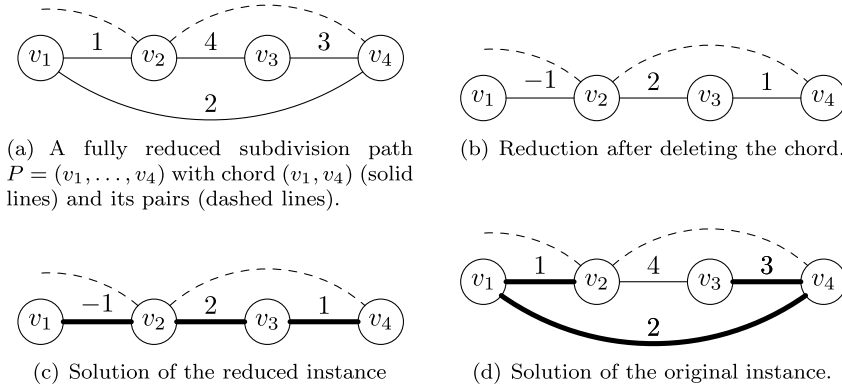 1 4 3
v₁ v₂ v₃ v₄
2
(a) A fully reduced subdivision path
P = (v₁, . . . , v₄) with chord (v₁, v₄) (solid
lines) and its pairs (dashed lines).
−1 2 1
v₁ v₂ v₃ v₄
(b) Reduction after deleting the chord.
−1 2 1
v₁ v₂ v₃ v₄
(c) Solution of the reduced instance
1 4 3
v₁ v₂ v₃ v₄
2
(d) Solution of the original instance.